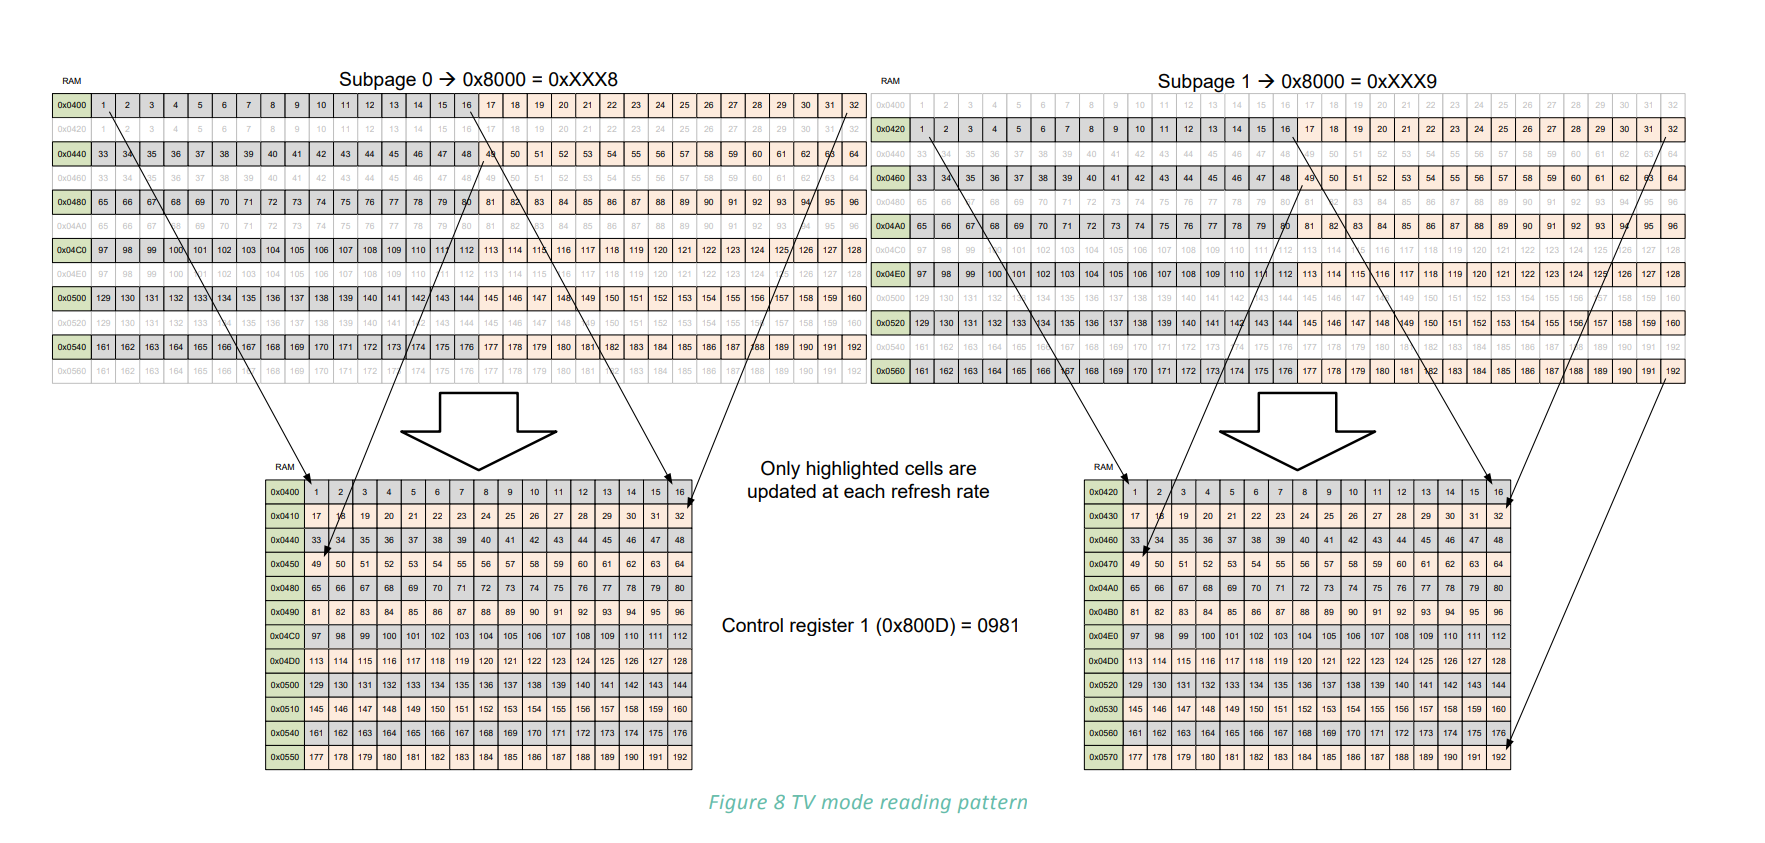 RAM
Subpage 0 → 0x8000 = 0xXXX8
0x0400 1 2 3 4 5 6 7 8 9 10 11 12 13 14 15 16 17 18 19 20 21 22 23 24 25 26 27 28 29 30 31 32
0x0420 1 2 3 4 5 6 7 8 9 10 11 12 13 14 15 16 17 18 19 20 21 22 23 24 25 26 27 28 29 30 31 32
0x0440 33 34 35 36 37 38 39 40 41 42 43 44 45 46 47 48 49 50 51 52 53 54 55 56 57 58 59 60 61 62 63 64
0x0460 33 34 35 36 37 38 39 40 41 42 43 44 45 46 47 48 49 50 51 52 53 54 55 56 57 58 59 60 61 62 63 64
0x0480 65 66 67 68 69 70 71 72 73 74 75 76 77 78 79 80 81 82 83 84 85 86 87 88 89 90 91 92 93 94 95 96
0x04A0 65 66 67 68 69 70 71 72 73 74 75 76 77 78 79 80 81 82 83 84 85 86 87 88 89 90 91 92 93 94 95 96
0x04C0 97 98 99 100 101 102 103 104 105 106 107 108 109 110 111 112 113 114 115 116 117 118 119 120 121 122 123 124 125 126 127 128
0x04E0 97 98 99 100 101 102 103 104 105 106 107 108 109 110 111 112 113 114 115 116 117 118 119 120 121 122 123 124 125 126 127 128
0x0500 129 130 131 132 133 134 135 136 137 138 139 140 141 142 143 144 145 146 147 148 149 150 151 152 153 154 155 156 157 158 159 160
0x0520 129 130 131 132 133 134 135 136 137 138 139 140 141 142 143 144 145 146 147 148 149 150 151 152 153 154 155 156 157 158 159 160
0x0540 161 162 163 164 165 166 167 168 169 170 171 172 173 174 175 176 177 178 179 180 181 182 183 184 185 186 187 188 189 190 191 192
0x0560 161 162 163 164 165 166 167 168 169 170 171 172 173 174 175 176 177 178 179 180 181 182 183 184 185 186 187 188 189 190 191 192
RAM
Subpage 1 → 0x8000 = 0xXXX9
0x0400 1 2 3 4 5 6 7 8 9 10 11 12 13 14 15 16 17 18 19 20 21 22 23 24 25 26 27 28 29 30 31 32
0x0420 1 2 3 4 5 6 7 8 9 10 11 12 13 14 15 16 17 18 19 20 21 22 23 24 25 26 27 28 29 30 31 32
0x0440 33 34 35 36 37 38 39 40 41 42 43 44 45 46 47 48 49 50 51 52 53 54 55 56 57 58 59 60 61 62 63 64
0x0460 33 34 35 36 37 38 39 40 41 42 43 44 45 46 47 48 49 50 51 52 53 54 55 56 57 58 59 60 61 62 63 64
0x0480 65 66 67 68 69 70 71 72 73 74 75 76 77 78 79 80 81 82 83 84 85 86 87 88 89 90 91 92 93 94 95 96
0x04A0 65 66 67 68 69 70 71 72 73 74 75 76 77 78 79 80 81 82 83 84 85 86 87 88 89 90 91 92 93 94 95 96
0x04C0 97 98 99 100 101 102 103 104 105 106 107 108 109 110 111 112 113 114 115 116 117 118 119 120 121 122 123 124 125 126 127 128
0x04E0 97 98 99 100 101 102 103 104 105 106 107 108 109 110 111 112 113 114 115 116 117 118 119 120 121 122 123 124 125 126 127 128
0x0500 129 130 131 132 133 134 135 136 137 138 139 140 141 142 143 144 145 146 147 148 149 150 151 152 153 154 155 156 157 158 159 160
0x0520 129 130 131 132 133 134 135 136 137 138 139 140 141 142 143 144 145 146 147 148 149 150 151 152 153 154 155 156 157 158 159 160
0x0540 161 162 163 164 165 166 167 168 169 170 171 172 173 174 175 176 177 178 179 180 181 182 183 184 185 186 187 188 189 190 191 192
0x0560 161 162 163 164 165 166 167 168 169 170 171 172 173 174 175 176 177 178 179 180 181 182 183 184 185 186 187 188 189 190 191 192
RAM
0x0400 1 2 3 4 5 6 7 8 9 10 11 12 13 14 15 16
0x0410 17 18 19 20 21 22 23 24 25 26 27 28 29 30 31 32
0x0440 33 34 35 36 37 38 39 40 41 42 43 44 45 46 47 48
0x0450 49 50 51 52 53 54 55 56 57 58 59 60 61 62 63 64
0x0480 65 66 67 68 69 70 71 72 73 74 75 76 77 78 79 80
0x0490 81 82 83 84 85 86 87 88 89 90 91 92 93 94 95 96
0x04C0 97 98 99 100 101 102 103 104 105 106 107 108 109 110 111 112
0x04D0 113 114 115 116 117 118 119 120 121 122 123 124 125 126 127 128
0x0500 129 130 131 132 133 134 135 136 137 138 139 140 141 142 143 144
0x0510 145 146 147 148 149 150 151 152 153 154 155 156 157 158 159 160
0x0540 161 162 163 164 165 166 167 168 169 170 171 172 173 174 175 176
0x0550 177 178 179 180 181 182 183 184 185 186 187 188 189 190 191 192
Only highlighted cells are
updated at each refresh rate
Control register 1 (0x800D) = 0981
RAM
0x0420 1 2 3 4 5 6 7 8 9 10 11 12 13 14 15 16
0x0430 17 18 19 20 21 22 23 24 25 26 27 28 29 30 31 32
0x0460 33 34 35 36 37 38 39 40 41 42 43 44 45 46 47 48
0x0470 49 50 51 52 53 54 55 56 57 58 59 60 61 62 63 64
0x04A0 65 66 67 68 69 70 71 72 73 74 75 76 77 78 79 80
0x04B0 81 82 83 84 85 86 87 88 89 90 91 92 93 94 95 96
0x04E0 97 98 99 100 101 102 103 104 105 106 107 108 109 110 111 112
0x04D0 113 114 115 116 117 118 119 120 121 122 123 124 125 126 127 128
0x0520 129 130 131 132 133 134 135 136 137 138 139 140 141 142 143 144
0x0530 145 146 147 148 149 150 151 152 153 154 155 156 157 158 159 160
0x0560 161 162 163 164 165 166 167 168 169 170 171 172 173 174 175 176
0x0570 177 178 179 180 181 182 183 184 185 186 187 188 189 190 191 192
Figure 8 TV mode reading pattern